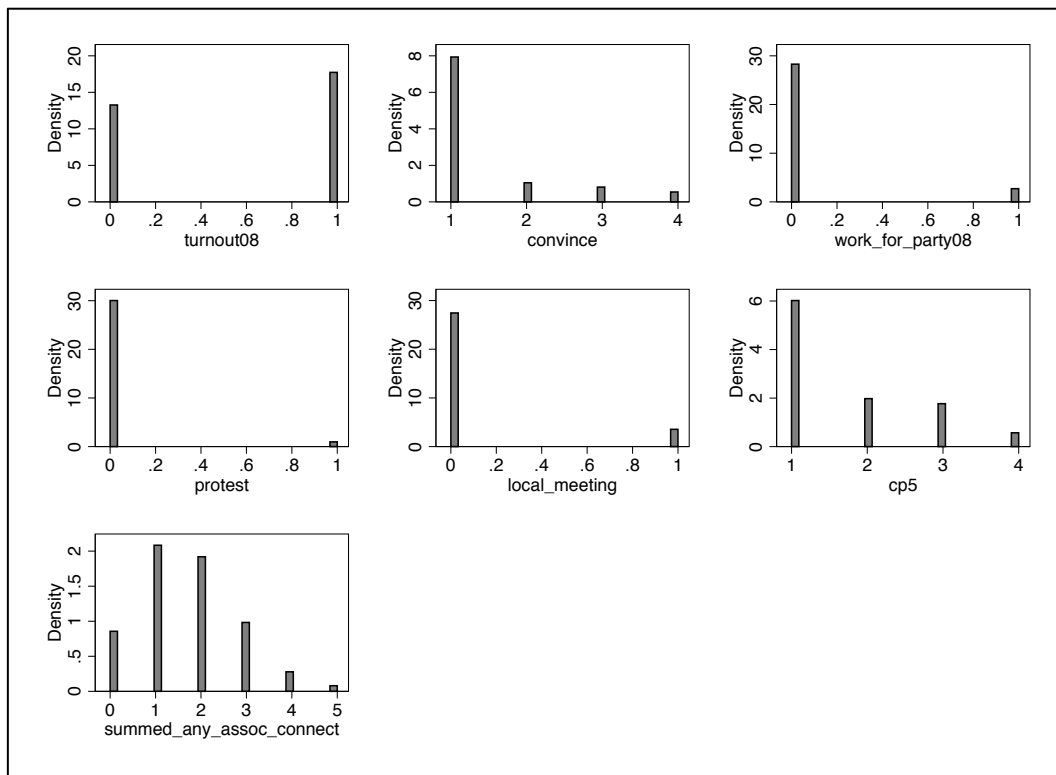 Density
20
15
10
5
0
0 .2 .4 .6 .8 1
turnout08
Density
8
6
4
2
0
1 2 3 4
convince
Density
30
20
10
0
0 .2 .4 .6 .8 1
work_for_party08
Density
30
20
10
0
0 .2 .4 .6 .8 1
protest
Density
30
20
10
0
0 .2 .4 .6 .8 1
local_meeting
Density
6
4
2
0
1 2 3 4
cp5
Density
2
1.5
1
.5
0
0 1 2 3 4 5
summed_any_assoc_connect